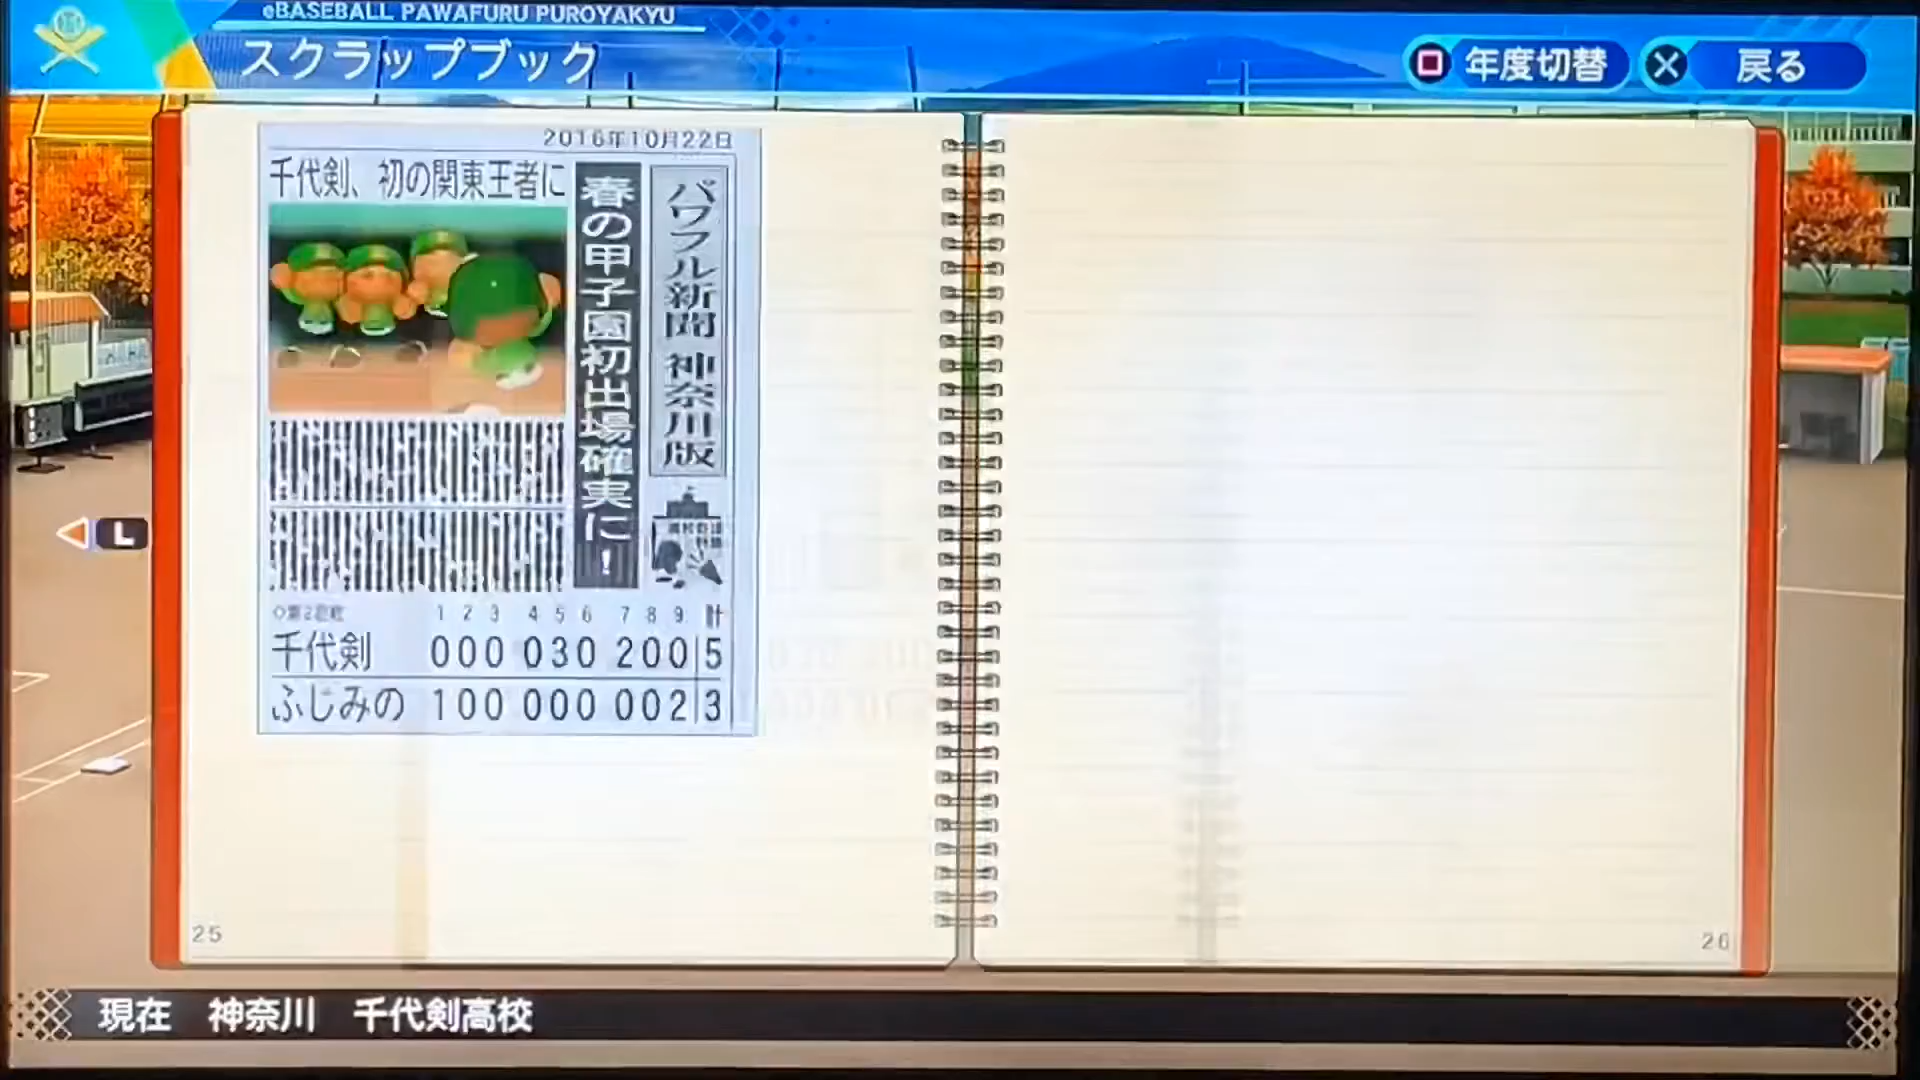 eBASEBALL PAWAFURU PUROYAKYU
スクラップブック
年度切替
戻る
2016年10月22日
千代剣、初の関東王者に
春の甲子園初出場確実に!
パワフル新聞 神奈川版
L
1 2 3 4 5 6 7 8 9 計
千代剣 000 030 200 5
ふじみの 100 000 002 3
25
26
現在 神奈川 千代剣高校